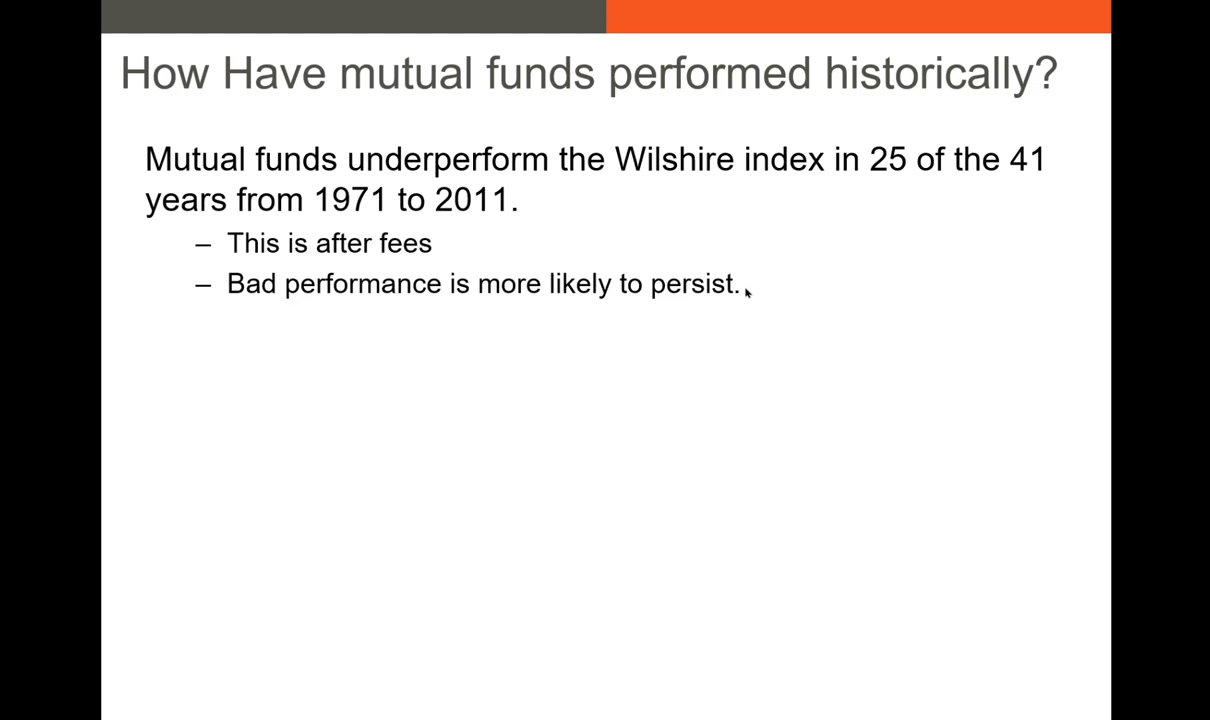 How Have mutual funds performed historically?
Mutual funds underperform the Wilshire index in 25 of the 41
years from 1971 to 2011.
– This is after fees
– Bad performance is more likely to persist.